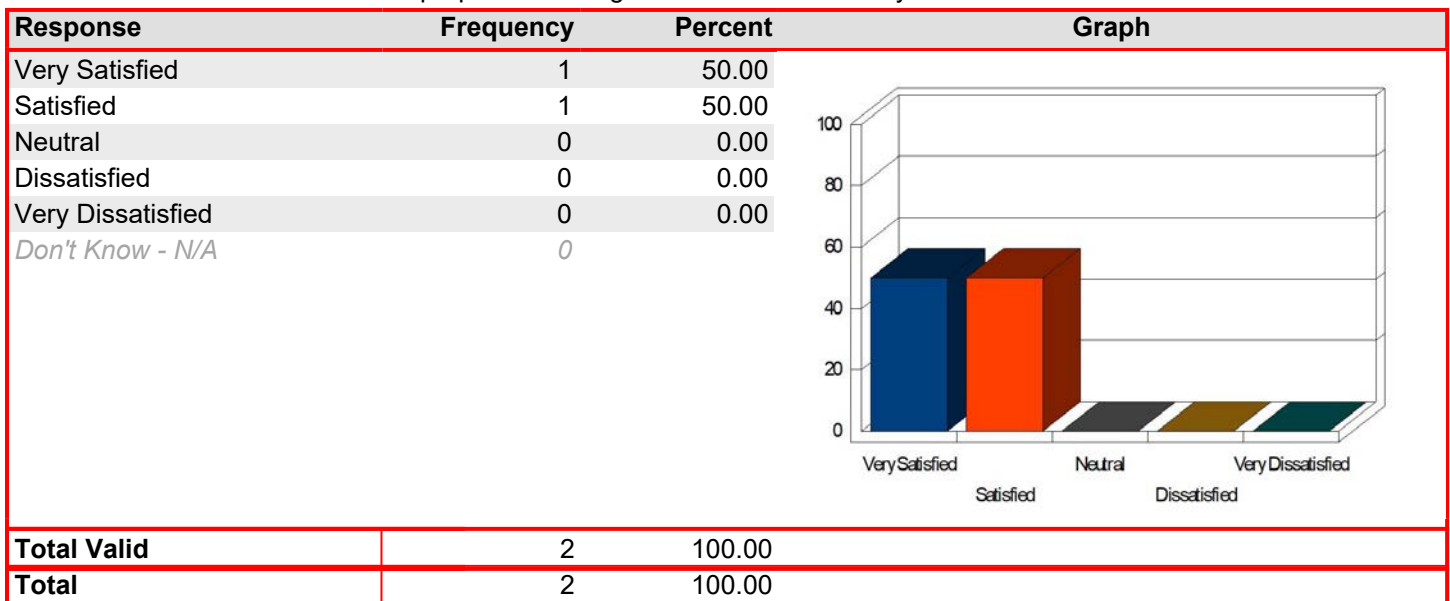 Response Frequency Percent Graph
Very Satisfied 1 50.00
Satisfied 1 50.00
Neutral 0 0.00
Dissatisfied 0 0.00
Very Dissatisfied 0 0.00
Don't Know - N/A 0
100
80
60
40
20
0
Very Satisfied Neutral Very Dissatisfied
Satisfied Dissatisfied
Total Valid 2 100.00
Total 2 100.00